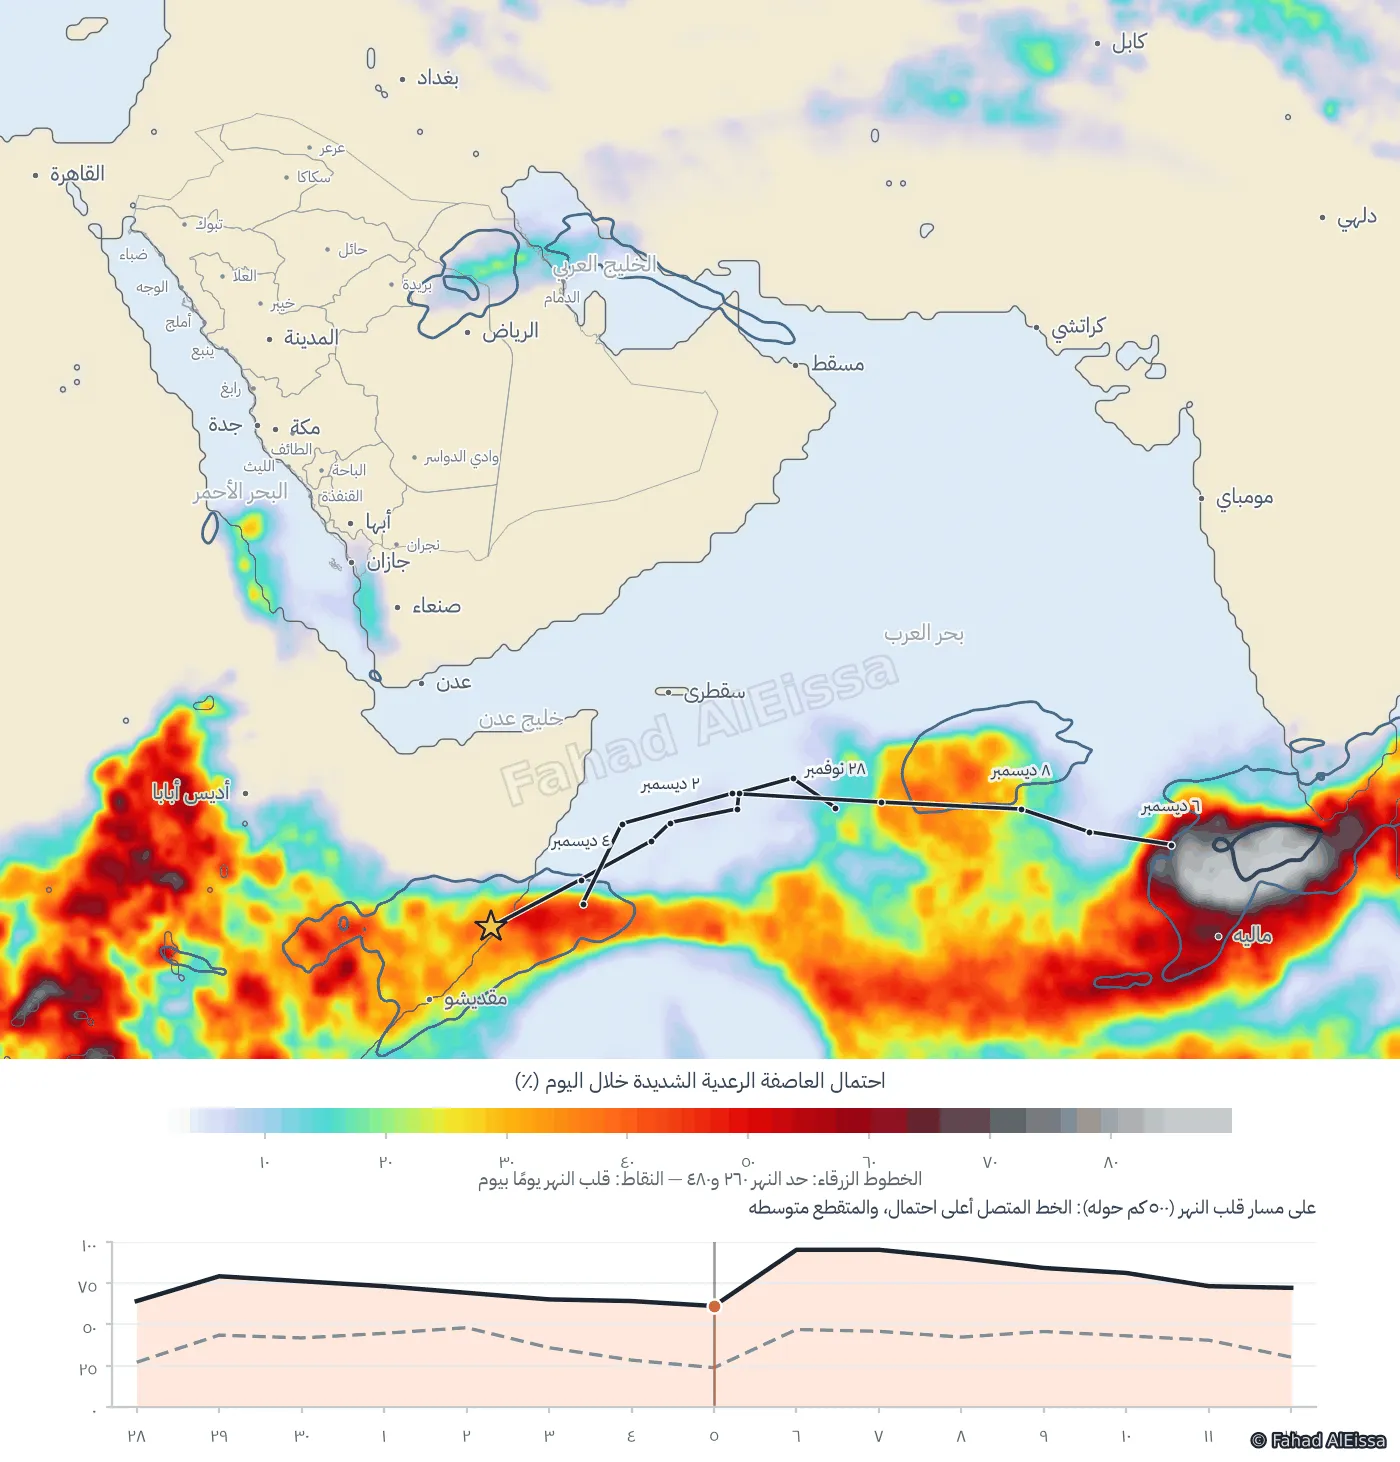 كابل
بغداد
عرعر
القاهرة
سكاكا
دلهي
تبوك
حائل
ضباء
الخليج العربي
العلا
بريدة
الوجه
الدمام
خيبر
أملج
كراتشي
الرياض
المدينة
ينبع
مسقط
رابغ
جدة
مكة
الطائف
وادي الدواسر
الليث
الباحة
البحر الأحمر
القنفذة
مومباي
أبها
نجران
جازان
صنعاء
بحر العرب
عدن
سقطرى
Fahad AlEissa
خليج عدن
٢٨ نوفمبر
٨ ديسمبر
٢ ديسمبر
أديس أبابا
٦ ديسمبر
٤ ديسمبر
ماليه
مقديشو
احتمال العاصفة الرعدية الشديدة خلال اليوم (٪)
١٠ ٢٠ ٣٠ ٤٠ ٥٠ ٦٠ ٧٠ ٨٠
الخطوط الزرقاء: حد النهر ٢٦٠ و٤٨٠ — النقاط: قلب النهر يومًا بيوم
على مسار قلب النهر (٥٠٠ كم حوله): الخط المتصل أعلى احتمال، والمتقطع متوسطه
١٠٠
٧٥
٥٠
٢٥
٠
٢٨ ٢٩ ٣٠ ١ ٢ ٣ ٤ ٥ ٦ ٧ ٨ ٩ ١٠ ١١
© Fahad AlEissa